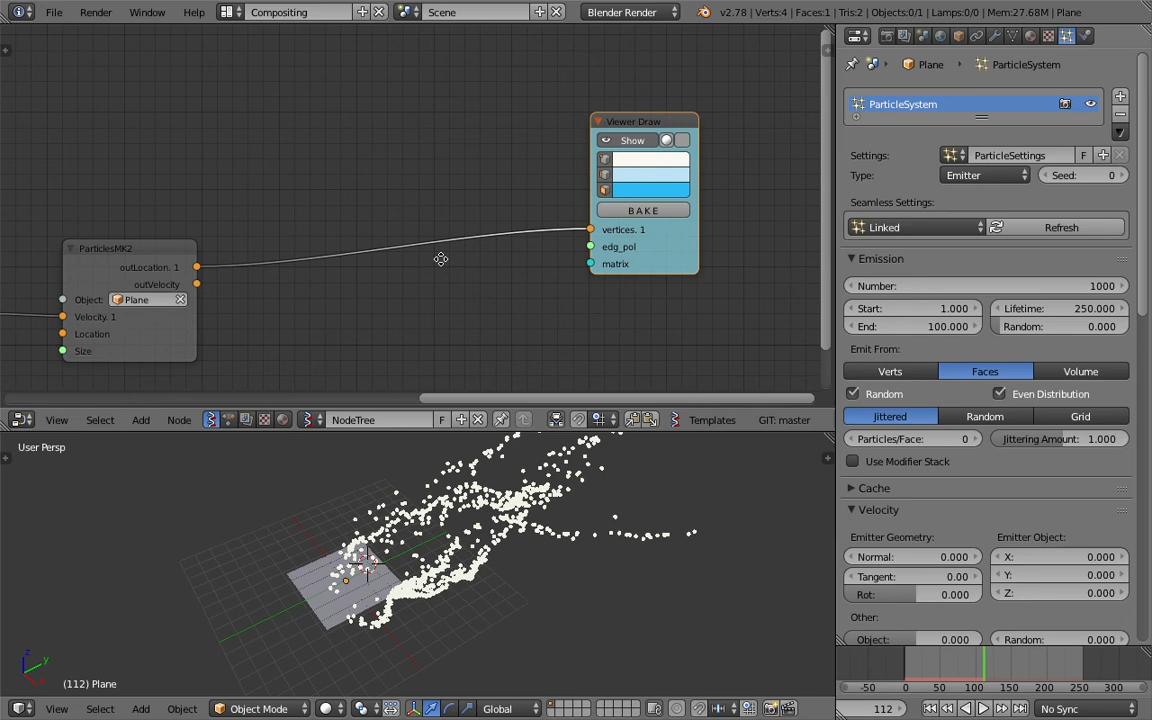 File Render Window Help Compositing Scene Blender Render v2.78 | Verts:4 | Faces:1 | Tris:2 | Objects:0/1 | Lamps:0/0 | Mem:27.68M | Plane
Viewer Draw
Show
BAKE
vertices. 1
edg_pol
matrix
ParticlesMK2
outLocation. 1
outVelocity
Object: Plane
Velocity. 1
Location
Size
View Select Add Node NodeTree F Templates GIT: master
User Persp
z
y
x
(112) Plane
View Select Add Object Object Mode Global
Plane ParticleSystem
ParticleSystem
Settings: ParticleSettings F
Type: Emitter Seed: 0
Seamless Settings:
Linked Refresh
Emission
Number: 1000
Start: 1.000 Lifetime: 250.000
End: 100.000 Random: 0.000
Emit From:
Verts Faces Volume
Random Even Distribution
Jittered Random Grid
Particles/Face: 0 Jittering Amount: 1.000
Use Modifier Stack
Cache
Velocity
Emitter Geometry: Emitter Object:
Normal: 0.000 X: 0.000
Tangent: 0.00 Y: 0.000
Rot: 0.000 Z: 0.000
Other:
Object: 0.000 Random: 0.000
-50 0 50 100 150 200 250 300
112 No Sync